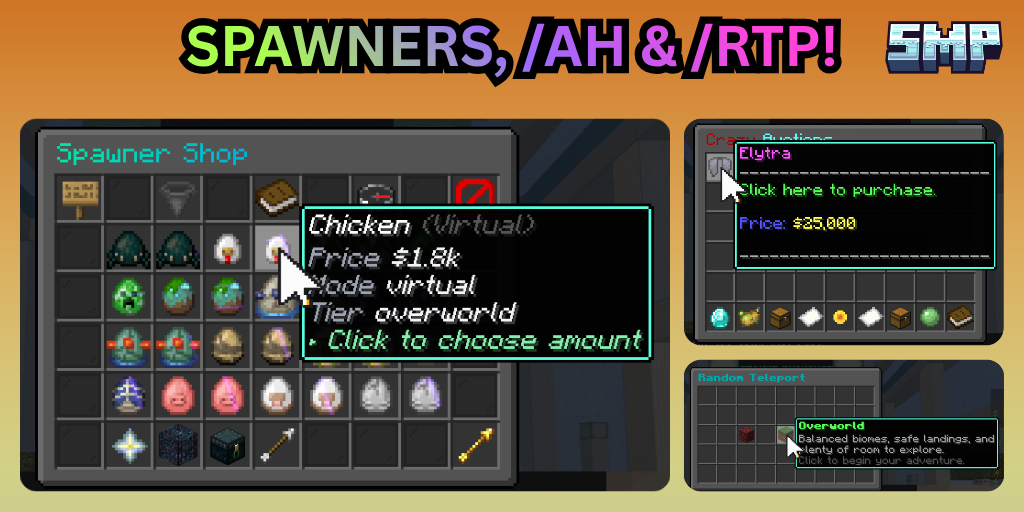 SPAWNERS, /AH & /RTP!
SMP
Spawner Shop
Chicken (Virtual)
Price $1.8k
Mode virtual
Tier overworld
▸ Click to choose amount
Crazy Auctions
Elytra
Click here to purchase.
Price: $25,000
Random Teleport
Overworld
Balanced biomes, safe landings, and
plenty of room to explore.
Click to begin your adventure.